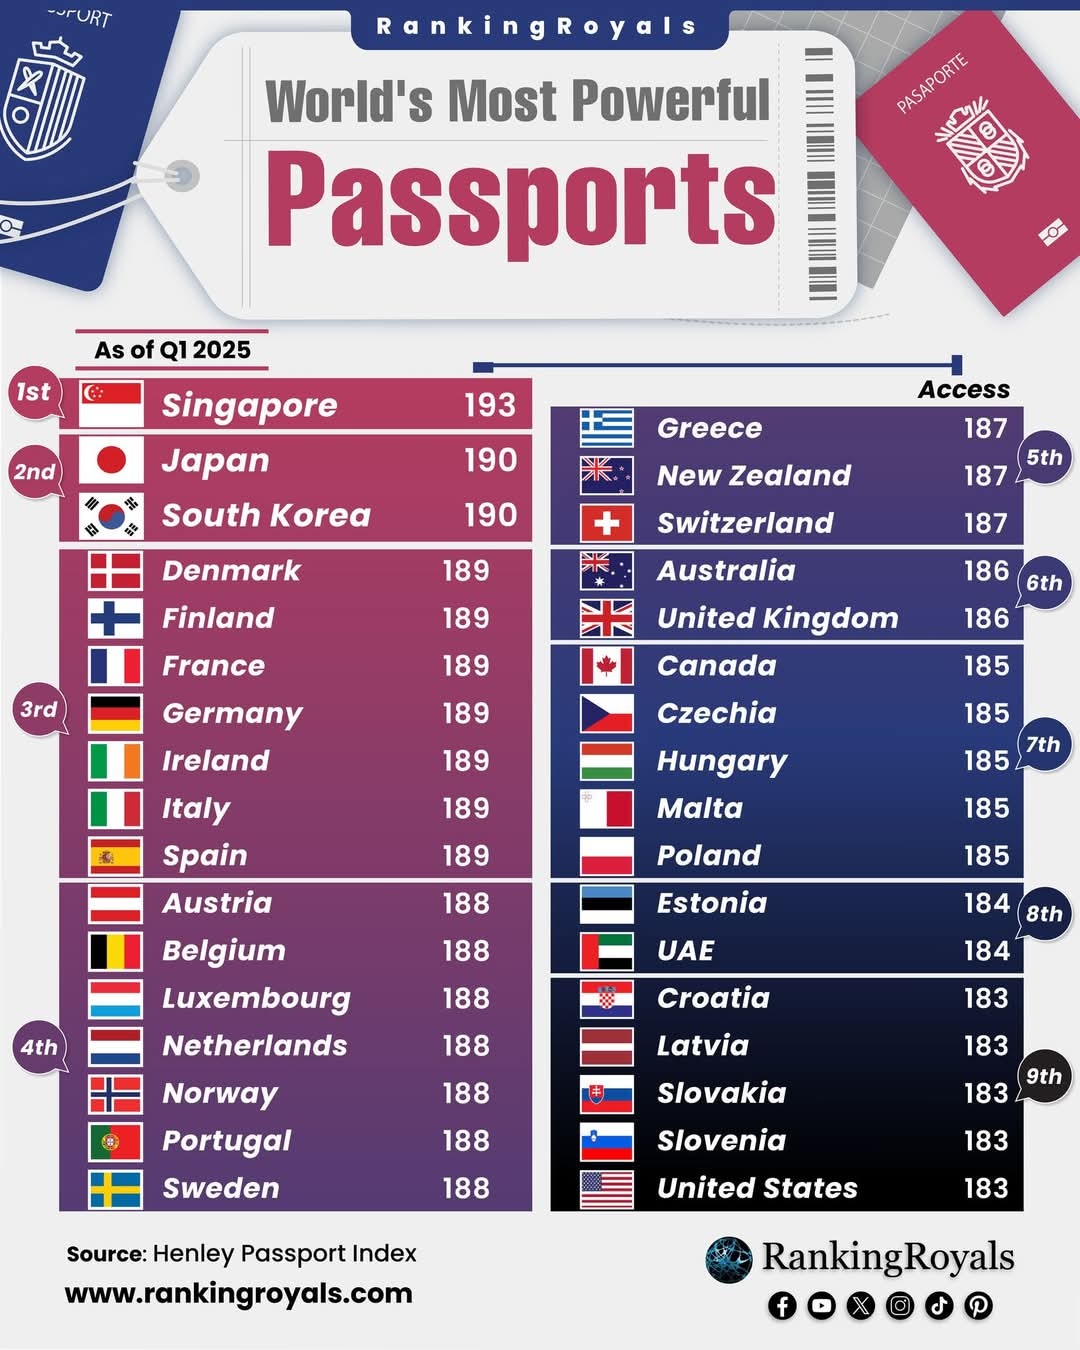 RankingRoyals
SSPORT
PASAPORTE
World's Most Powerful
Passports
As of Q1 2025
Access
1st
Singapore 193
2nd
Japan 190
South Korea 190
3rd
Denmark 189
Finland 189
France 189
Germany 189
Ireland 189
Italy 189
Spain 189
4th
Austria 188
Belgium 188
Luxembourg 188
Netherlands 188
Norway 188
Portugal 188
Sweden 188
5th
Greece 187
New Zealand 187
Switzerland 187
6th
Australia 186
United Kingdom 186
7th
Canada 185
Czechia 185
Hungary 185
Malta 185
Poland 185
8th
Estonia 184
UAE 184
9th
Croatia 183
Latvia 183
Slovakia 183
Slovenia 183
United States 183
Source: Henley Passport Index
www.rankingroyals.com
RankingRoyals